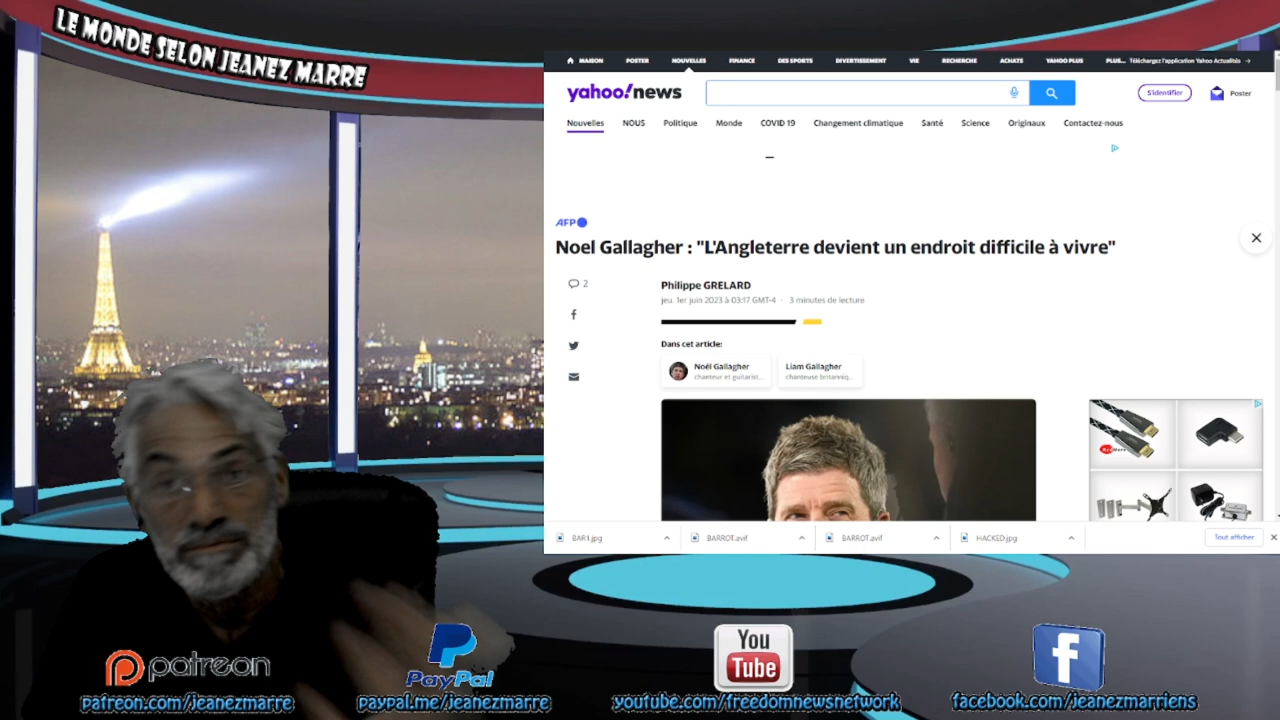 LE MONDE SELON JEANEZ MARRE
MAISON POSTER NOUVELLES FINANCE DES SPORTS DIVERTISSEMENT VIE RECHERCHE ACHATS YAHOO PLUS PLUS... Téléchargez l'application Yahoo Actualités →
yahoo!news
S'identifier
Poster
Nouvelles NOUS Politique Monde COVID 19 Changement climatique Santé Science Originaux Contactez-nous
AFP
Noel Gallagher : "L'Angleterre devient un endroit difficile à vivre"
2
Philippe GRELARD
jeu. 1er juin 2023 à 03:17 GMT-4 · 3 minutes de lecture
Dans cet article:
Noël Gallagher
chanteur et guitarist...
Liam Gallagher
chanteuse britanniq...
BAR1.jpg
BARROT.avif
BARROT.avif
HACKED.jpg
Tout afficher
patreon
patreon.com/jeanezmarre
PayPal
paypal.me/jeanezmarre
You
Tube
youtube.com/freedomnewsnetwork
f
facebook.com/jeanezmarriens